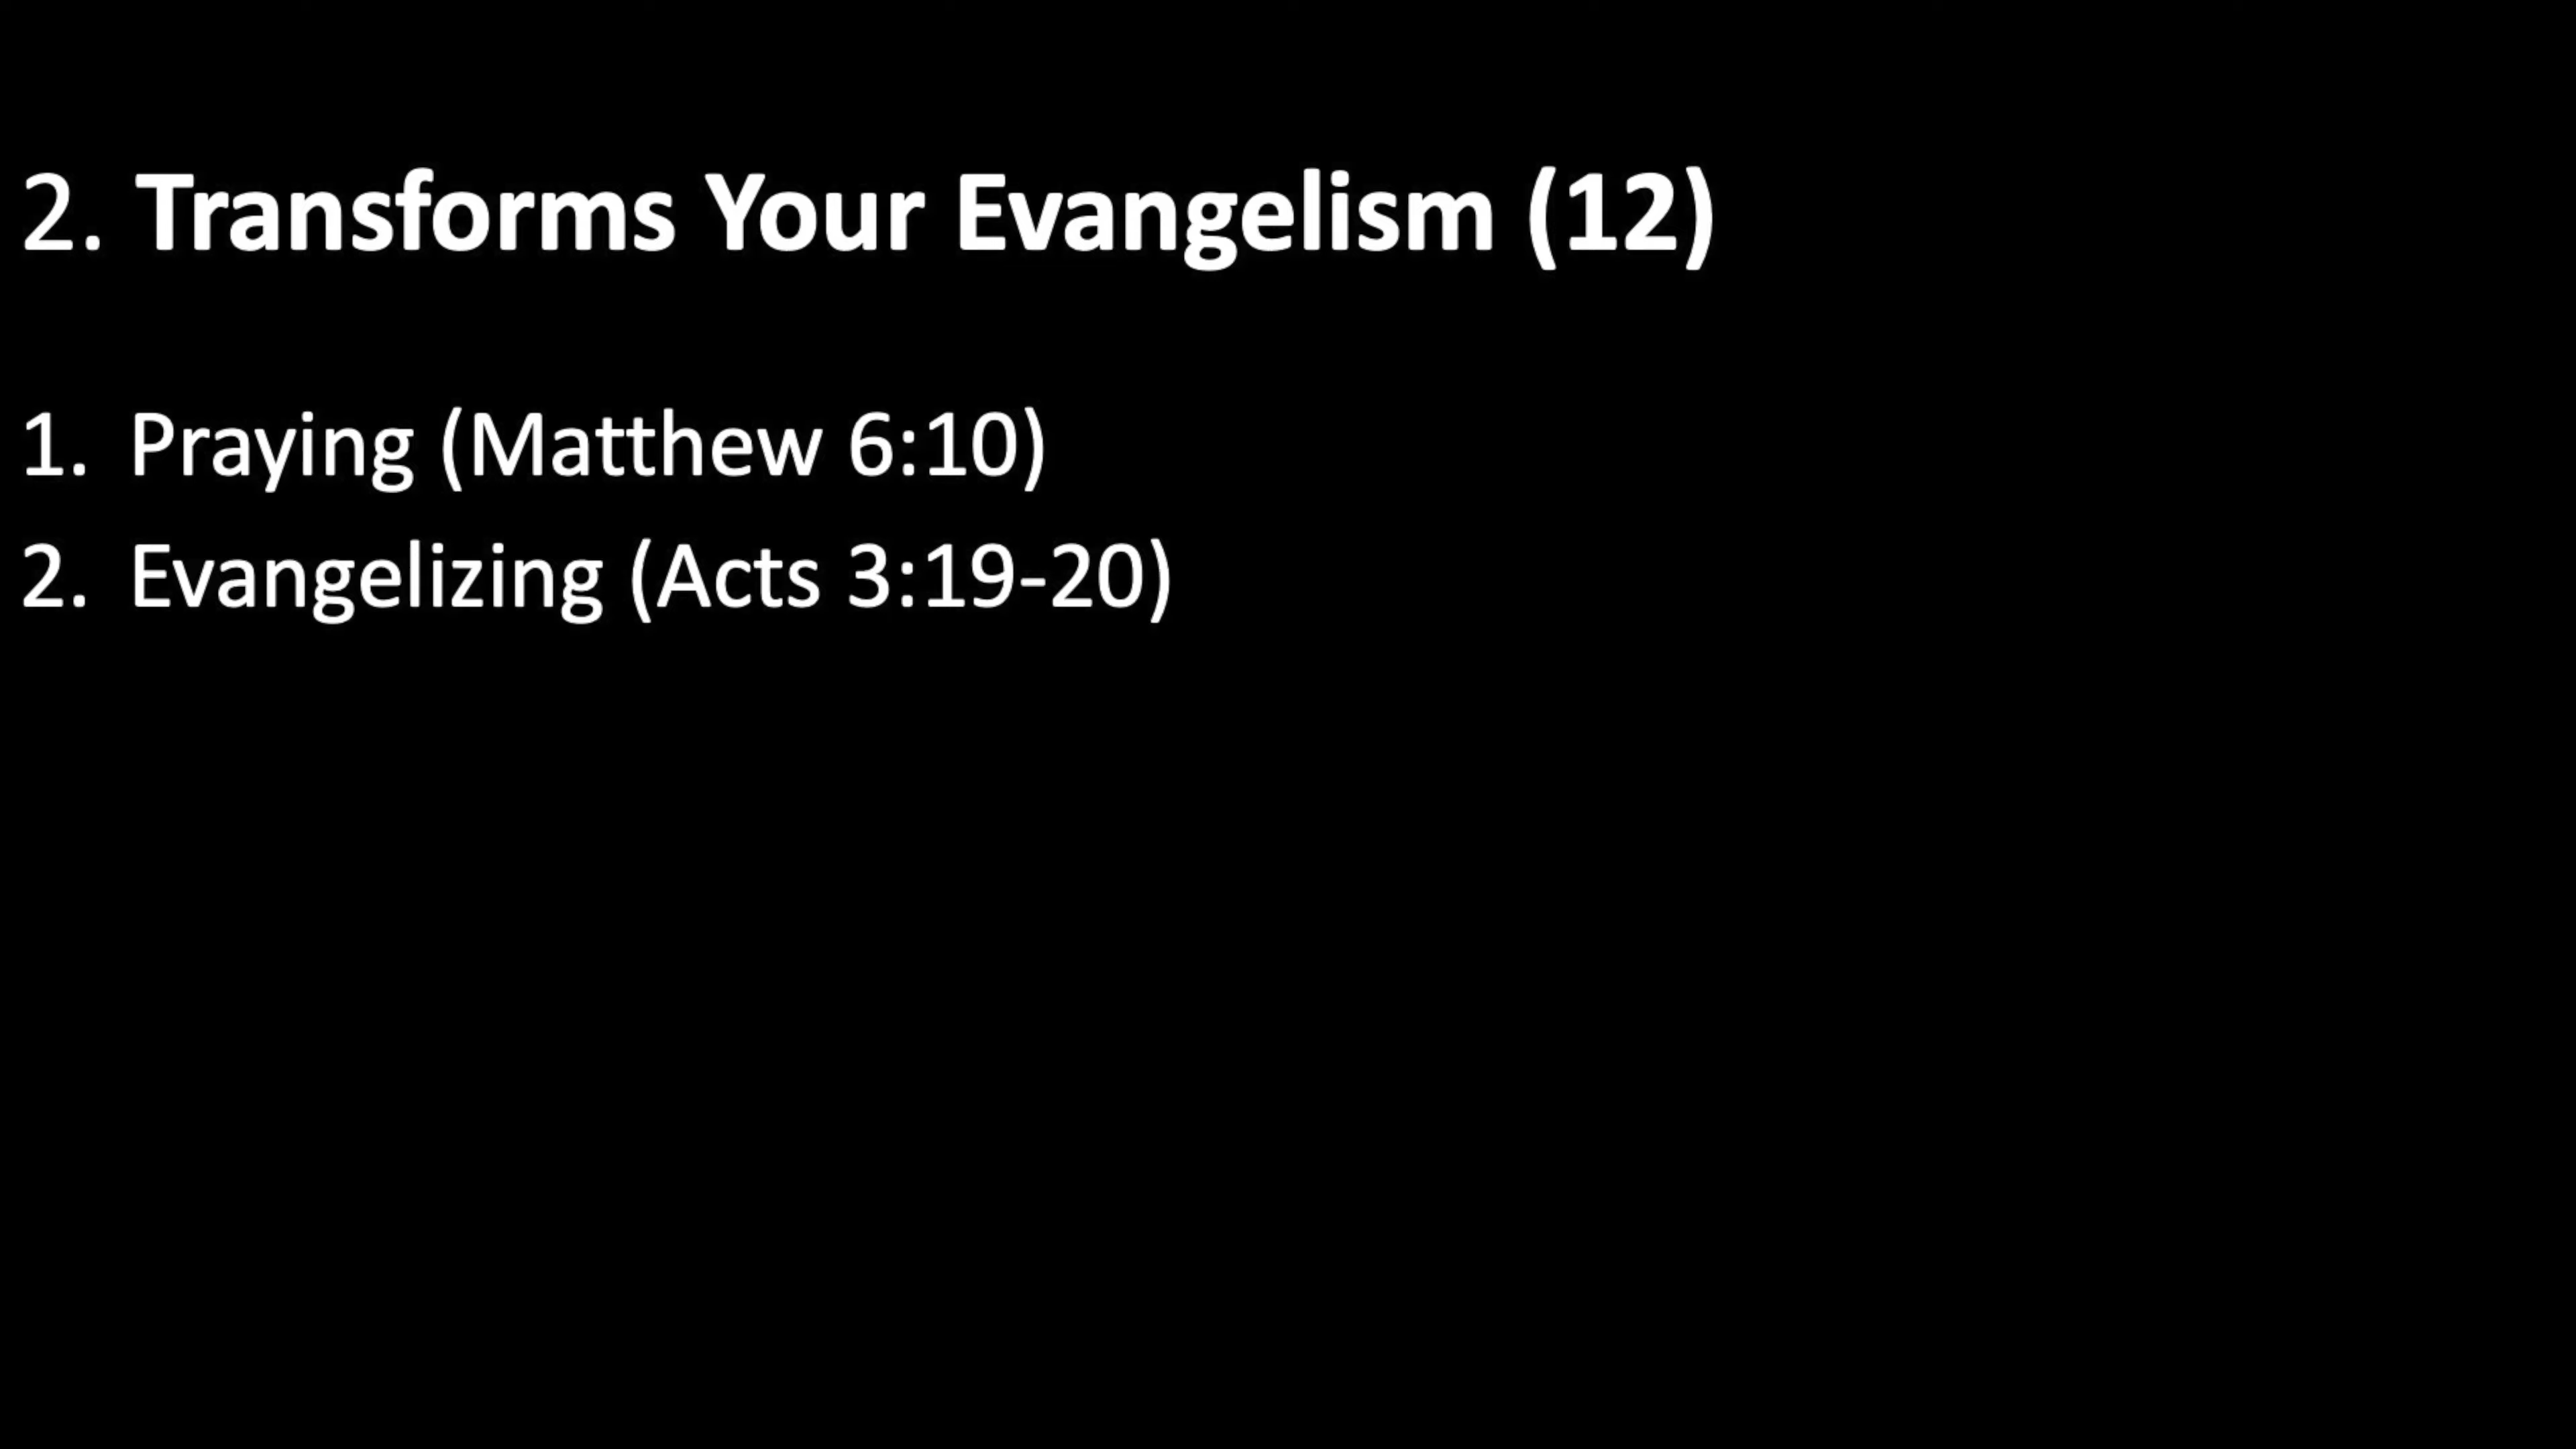 2. Transforms Your Evangelism (12)
1. Praying (Matthew 6:10)
2. Evangelizing (Acts 3:19-20)